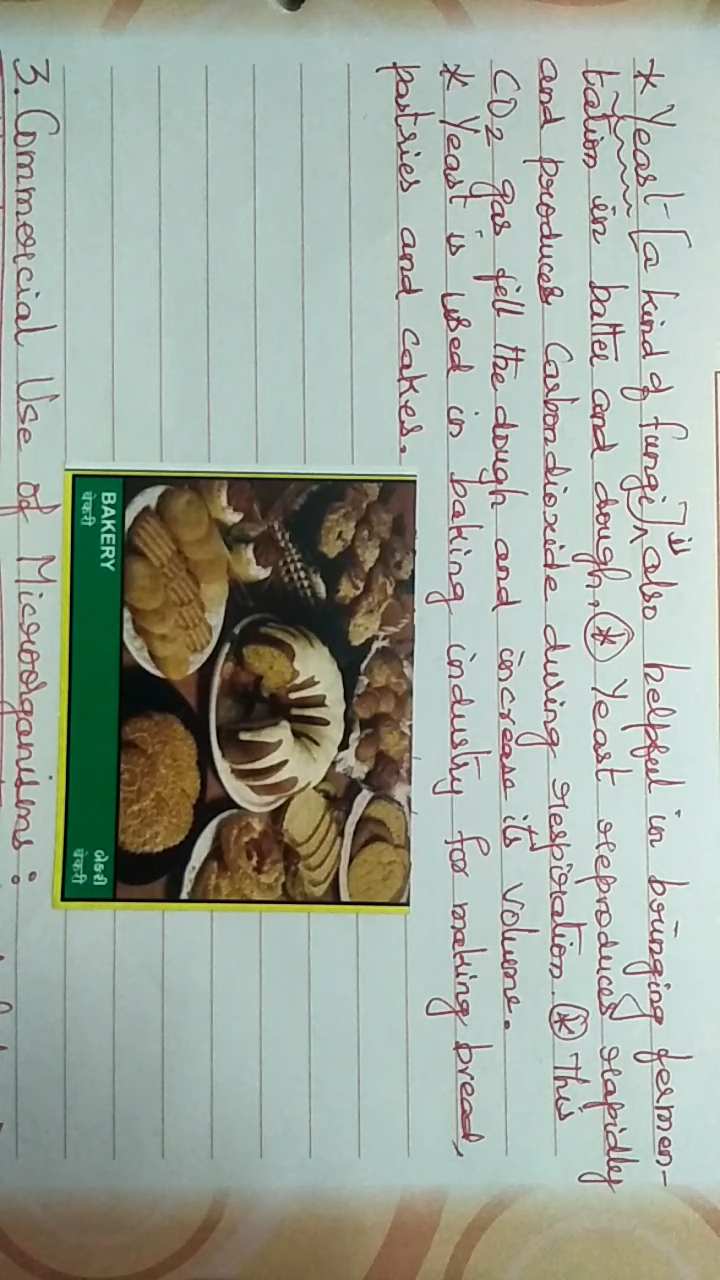 * Yeast [a kind of fungi], is also helpful in bringing fermen-
tation in batter and dough. * Yeast reproduces rapidly
and produces Carbondioxide during respiration. * This
CO2 gas fill the dough and increase its volume.
* Yeast is used in baking industry for making bread,
pastries and cakes.
BAKERY
बेकरी
બેકરી
बेकरी
3. Commercial Use of Microorganisms: